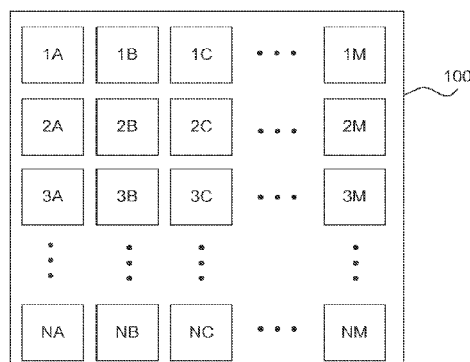 1A 1B 1C • • • 1M
100
2A 2B 2C • • • 2M
3A 3B 3C • • • 3M
NA NB NC • • • NM